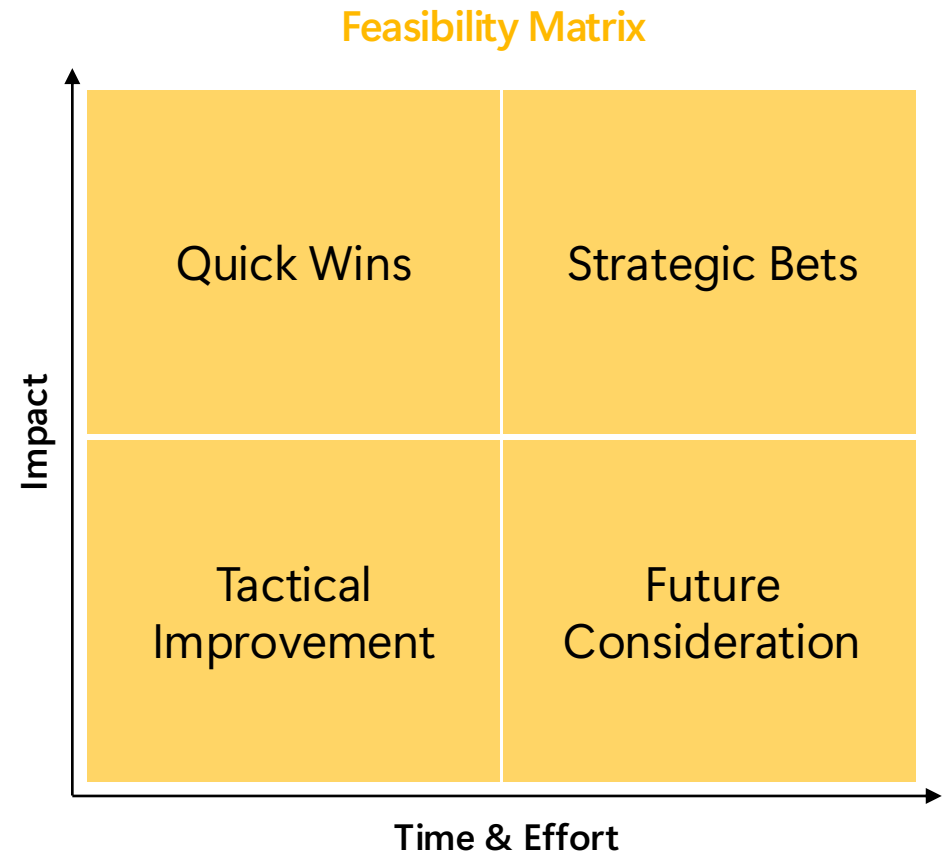 Feasibility Matrix
Quick Wins
Strategic Bets
Impact
Tactical
Improvement
Future
Consideration
Time & Effort